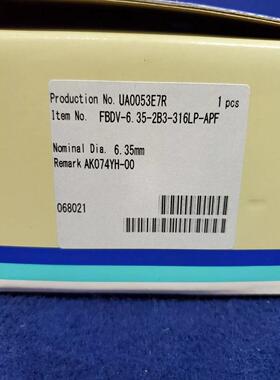 Production No. UA0053E7R 1 pcs
Item No. FBDV-6.35-2B3-316LP-APF
Nominal Dia. 6.35mm
Remark AK074YH-00
068021